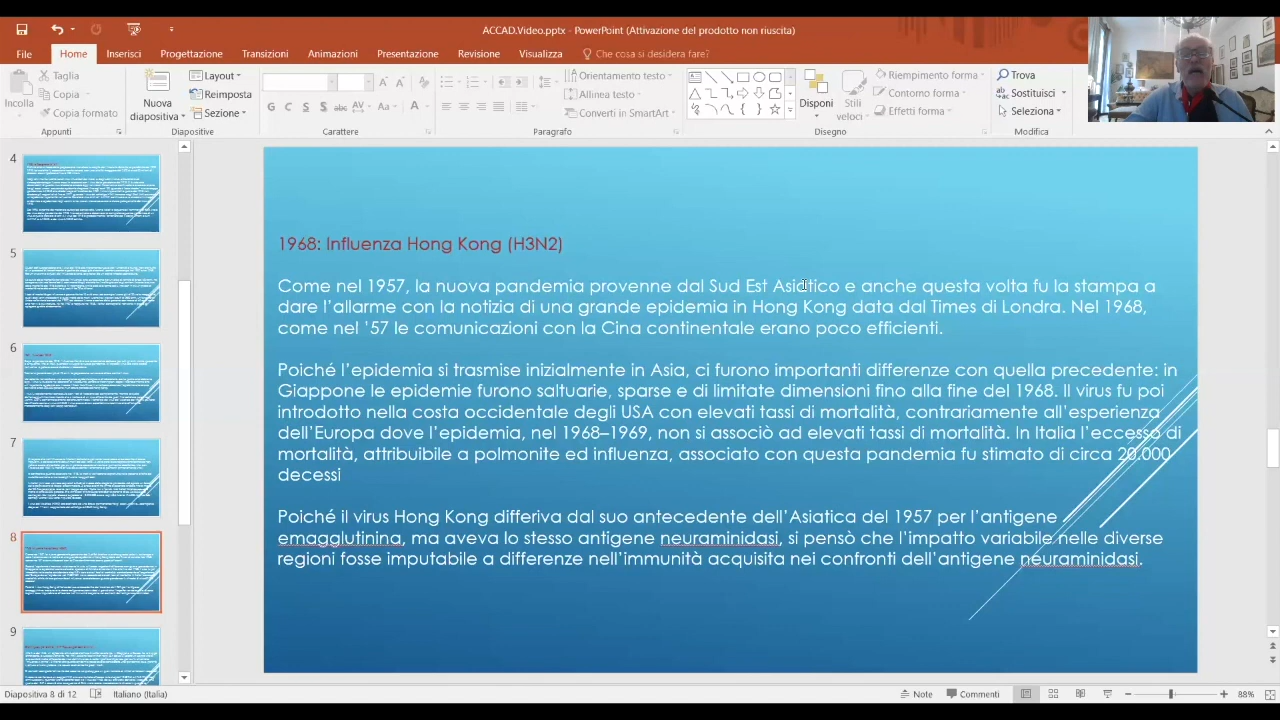 ACCAD.Video.pptx - PowerPoint (Attivazione del prodotto non riuscita)
File Home Inserisci Progettazione Transizioni Animazioni Presentazione Revisione Visualizza Che cosa si desidera fare?
Incolla
Taglia
Copia
Copia formato
Appunti
Nuova diapositiva
Layout
Reimposta
Sezione
Diapositive
G C S S abc AV Aa A
Carattere
Orientamento testo
Allinea testo
Converti in SmartArt
Paragrafo
Disponi
Stili veloci
Riempimento forma
Contorno forma
Effetti forma
Disegno
Trova
Sostituisci
Seleziona
Modifica
4
5
6
7
8
9
1968: Influenza Hong Kong (H3N2)
Come nel 1957, la nuova pandemia provenne dal Sud Est Asiatico e anche questa volta fu la stampa a
dare l'allarme con la notizia di una grande epidemia in Hong Kong data dal Times di Londra. Nel 1968,
come nel '57 le comunicazioni con la Cina continentale erano poco efficienti.
Poiché l'epidemia si trasmise inizialmente in Asia, ci furono importanti differenze con quella precedente: in
Giappone le epidemie furono saltuarie, sparse e di limitate dimensioni fino alla fine del 1968. Il virus fu poi
introdotto nella costa occidentale degli USA con elevati tassi di mortalità, contrariamente all'esperienza
dell'Europa dove l'epidemia, nel 1968–1969, non si associò ad elevati tassi di mortalità. In Italia l'eccesso di
mortalità, attribuibile a polmonite ed influenza, associato con questa pandemia fu stimato di circa 20.000
decessi
Poiché il virus Hong Kong differiva dal suo antecedente dell'Asiatica del 1957 per l'antigene
emagglutinina, ma aveva lo stesso antigene neuraminidasi, si pensò che l'impatto variabile nelle diverse
regioni fosse imputabile a differenze nell'immunità acquisita nei confronti dell'antigene neuraminidasi.
Diapositiva 8 di 12 Italiano (Italia) Note Commenti 88%